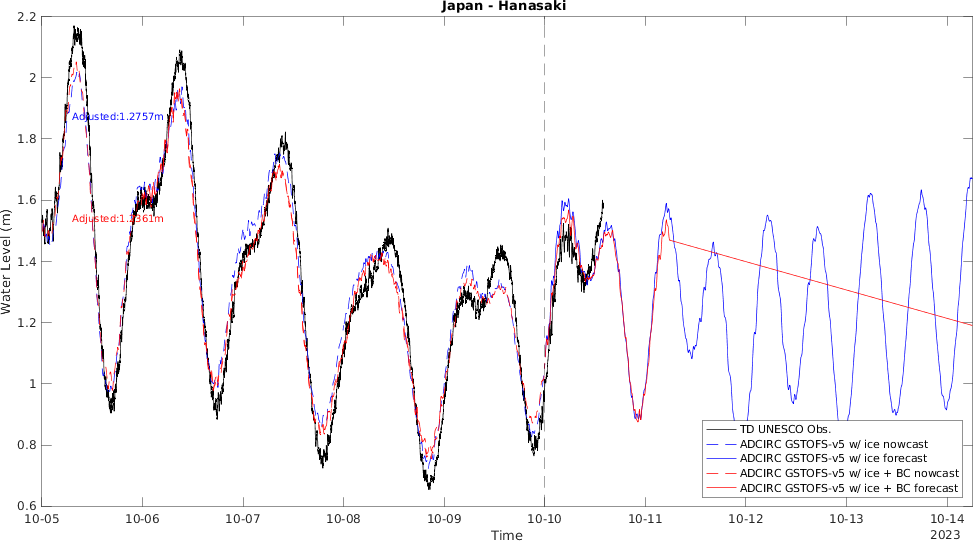 Japan - Hanasaki
2.2
2
1.8
1.6
1.4
1.2
1
0.8
0.6
Water Level (m)
Adjusted:1.2757m
TD UNESCO Obs.
ADCIRC GSTOFS-v5 w/ ice nowcast
ADCIRC GSTOFS-v5 w/ ice forecast
ADCIRC GSTOFS-v5 w/ ice + BC nowcast
ADCIRC GSTOFS-v5 w/ ice + BC forecast
10-05 10-06 10-07 10-08 10-09 10-10 10-11 10-12 10-13 10-14
2023
Time